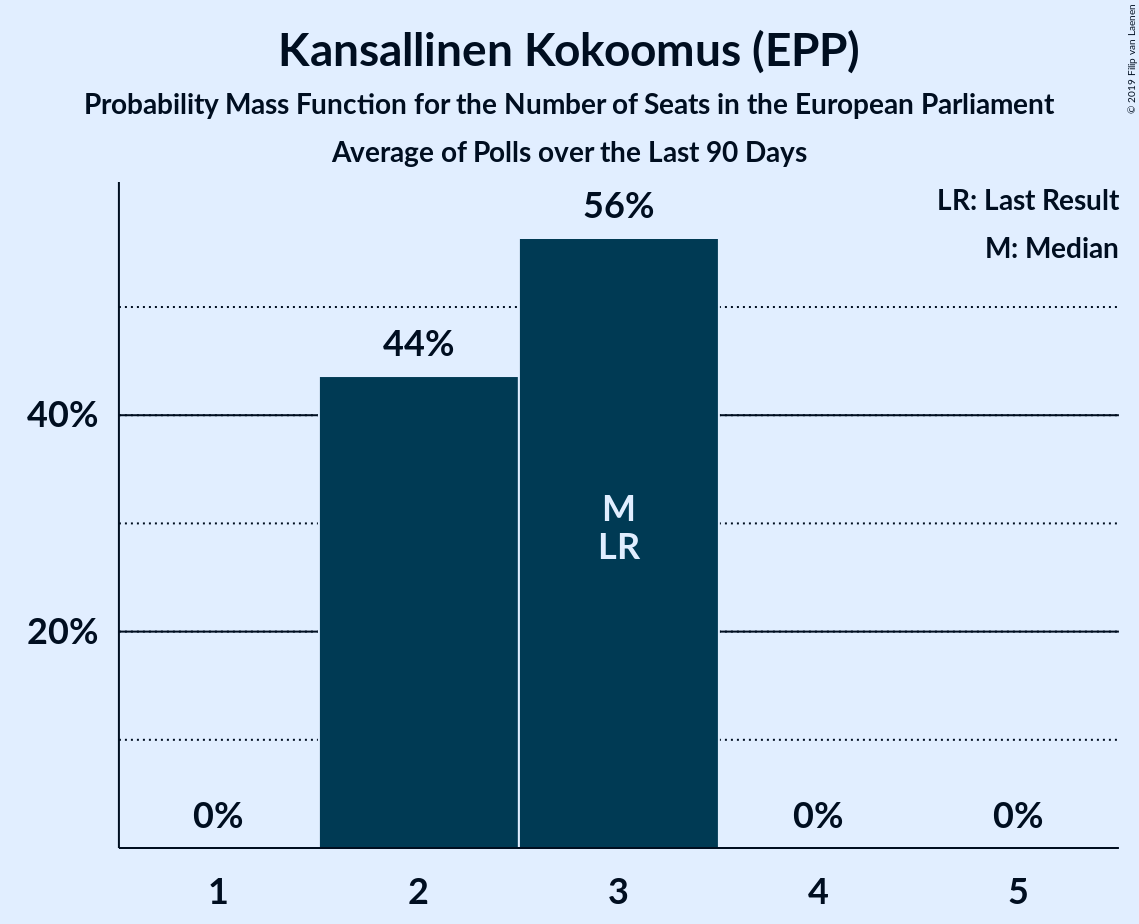 Kansallinen Kokoomus (EPP)
Probability Mass Function for the Number of Seats in the European Parliament
Average of Polls over the Last 90 Days
© 2019 Filip van Laenen
LR: Last Result
M: Median
56%
44%
40%
20%
M
LR
0%
0%
0%
1
2
3
4
5